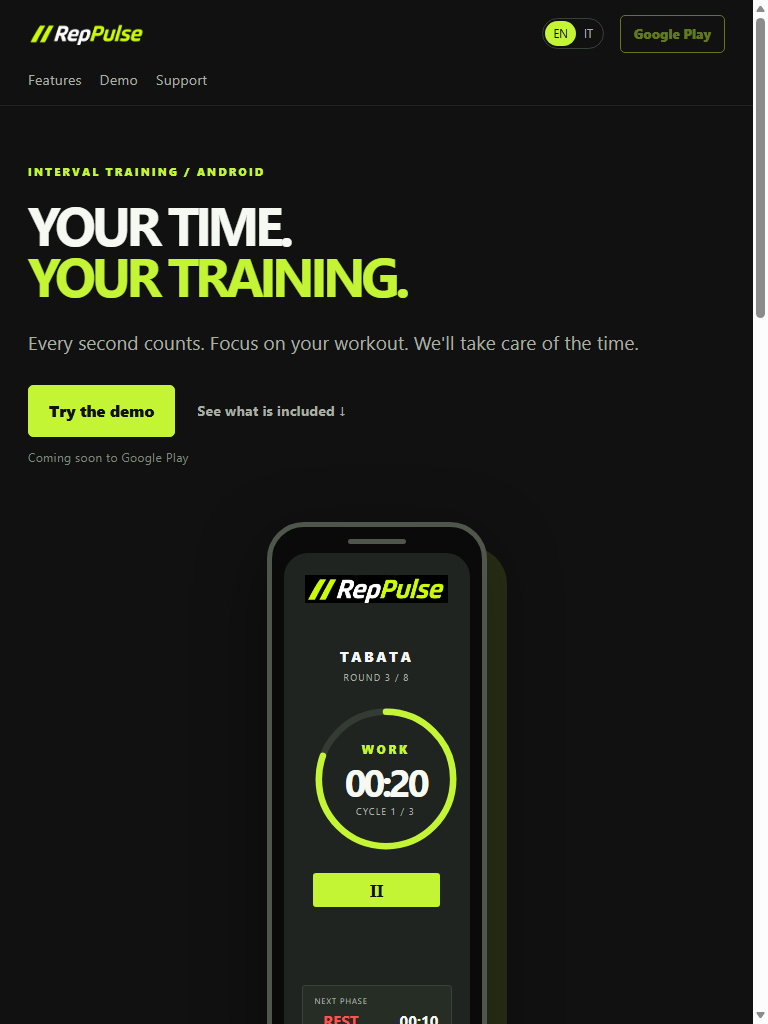 RepPulse
EN IT
Google Play
Features Demo Support
INTERVAL TRAINING / ANDROID
YOUR TIME.
YOUR TRAINING.
Every second counts. Focus on your workout. We'll take care of the time.
Try the demo
See what is included ↓
Coming soon to Google Play
RepPulse
TABATA
ROUND 3 / 8
WORK
00:20
CYCLE 1 / 3
II
NEXT PHASE
REST 00:10